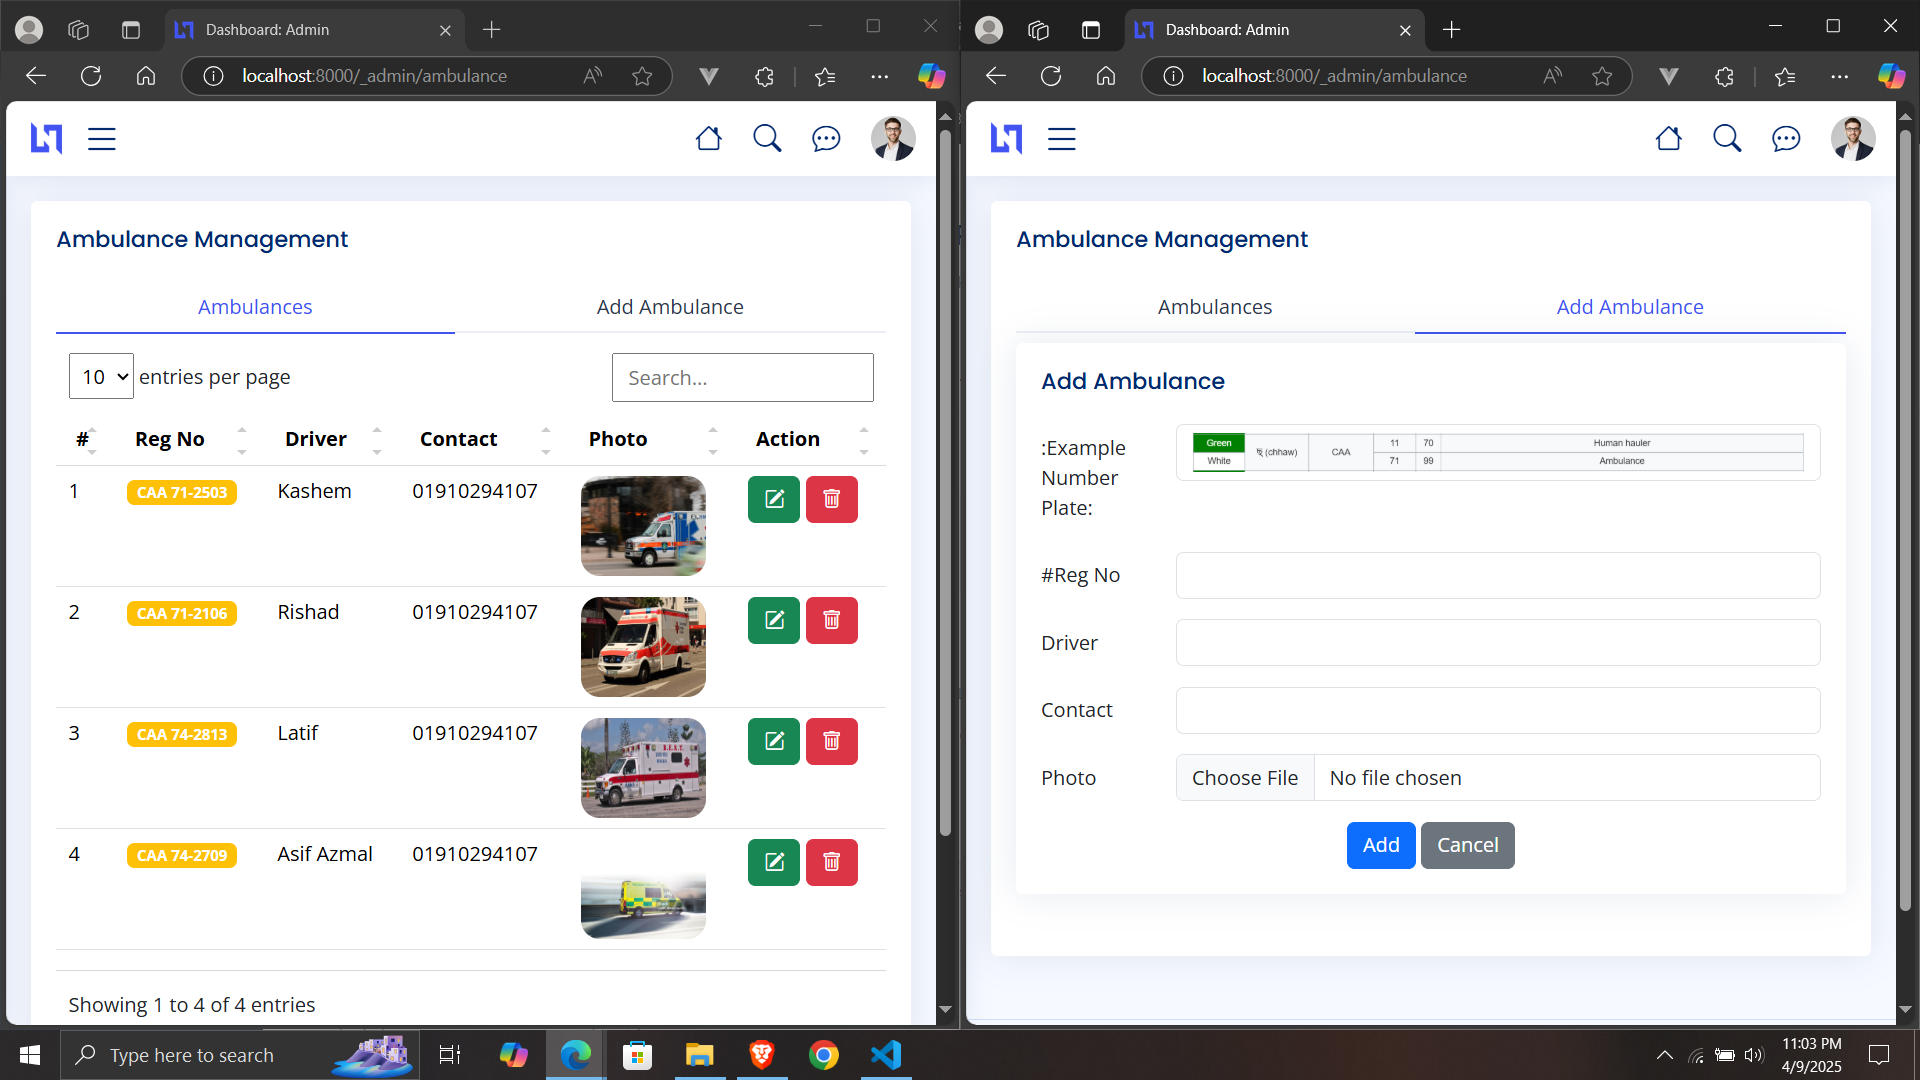 Dashboard: Admin
localhost:8000/_admin/ambulance
Ambulance Management
Ambulances
Add Ambulance
10 entries per page
Search...
# Reg No Driver Contact Photo Action
1 CAA 71-2503 Kashem 01910294107
2 CAA 71-2106 Rishad 01910294107
3 CAA 74-2813 Latif 01910294107
4 CAA 74-2709 Asif Azmal 01910294107
Showing 1 to 4 of 4 entries
Dashboard: Admin
localhost:8000/_admin/ambulance
Ambulance Management
Ambulances
Add Ambulance
Add Ambulance
:Example
Number
Plate:
Green
White
(chhaw)
CAA
11 70 Human hauler
71 99 Ambulance
#Reg No
Driver
Contact
Photo
Choose File No file chosen
Add Cancel
Type here to search
11:03 PM
4/9/2025